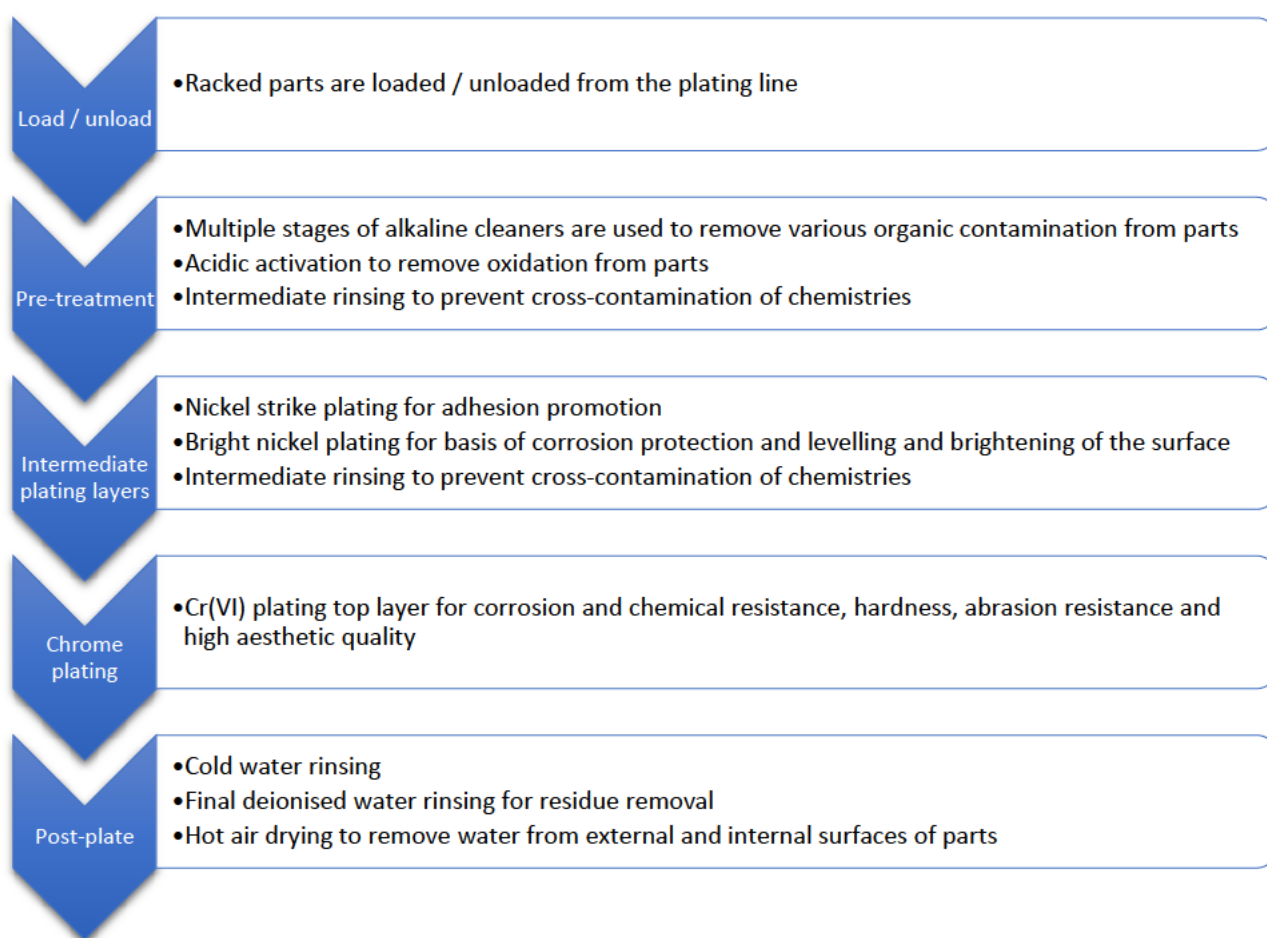 Load / unload
•Racked parts are loaded / unloaded from the plating line
Pre-treatment
•Multiple stages of alkaline cleaners are used to remove various organic contamination from parts
•Acidic activation to remove oxidation from parts
•Intermediate rinsing to prevent cross-contamination of chemistries
Intermediate
plating layers
•Nickel strike plating for adhesion promotion
•Bright nickel plating for basis of corrosion protection and levelling and brightening of the surface
•Intermediate rinsing to prevent cross-contamination of chemistries
Chrome
plating
•Cr(VI) plating top layer for corrosion and chemical resistance, hardness, abrasion resistance and
high aesthetic quality
Post-plate
•Cold water rinsing
•Final deionised water rinsing for residue removal
•Hot air drying to remove water from external and internal surfaces of parts